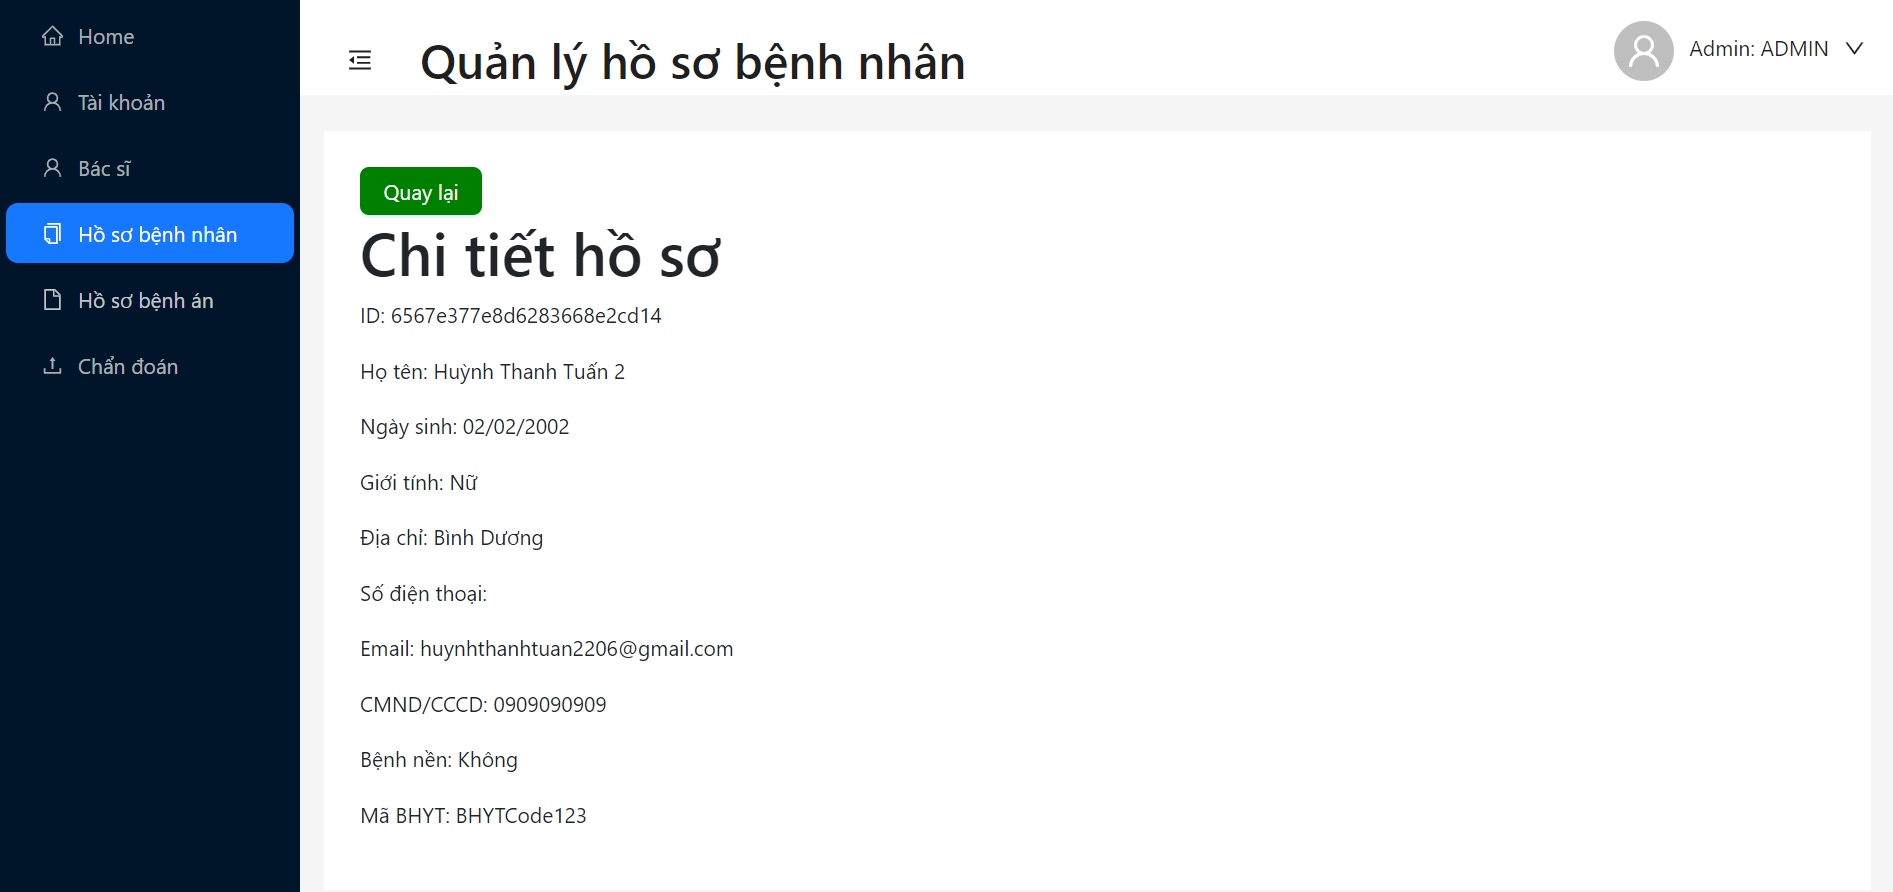 Home
Tài khoản
Bác sĩ
Hồ sơ bệnh nhân
Hồ sơ bệnh án
Chẩn đoán
Quản lý hồ sơ bệnh nhân
Admin: ADMIN
Quay lại
Chi tiết hồ sơ
ID: 6567e377e8d6283668e2cd14
Họ tên: Huỳnh Thanh Tuấn 2
Ngày sinh: 02/02/2002
Giới tính: Nữ
Địa chỉ: Bình Dương
Số điện thoại:
Email: huynhthanhtuan2206@gmail.com
CMND/CCCD: 0909090909
Bệnh nền: Không
Mã BHYT: BHYTCode123